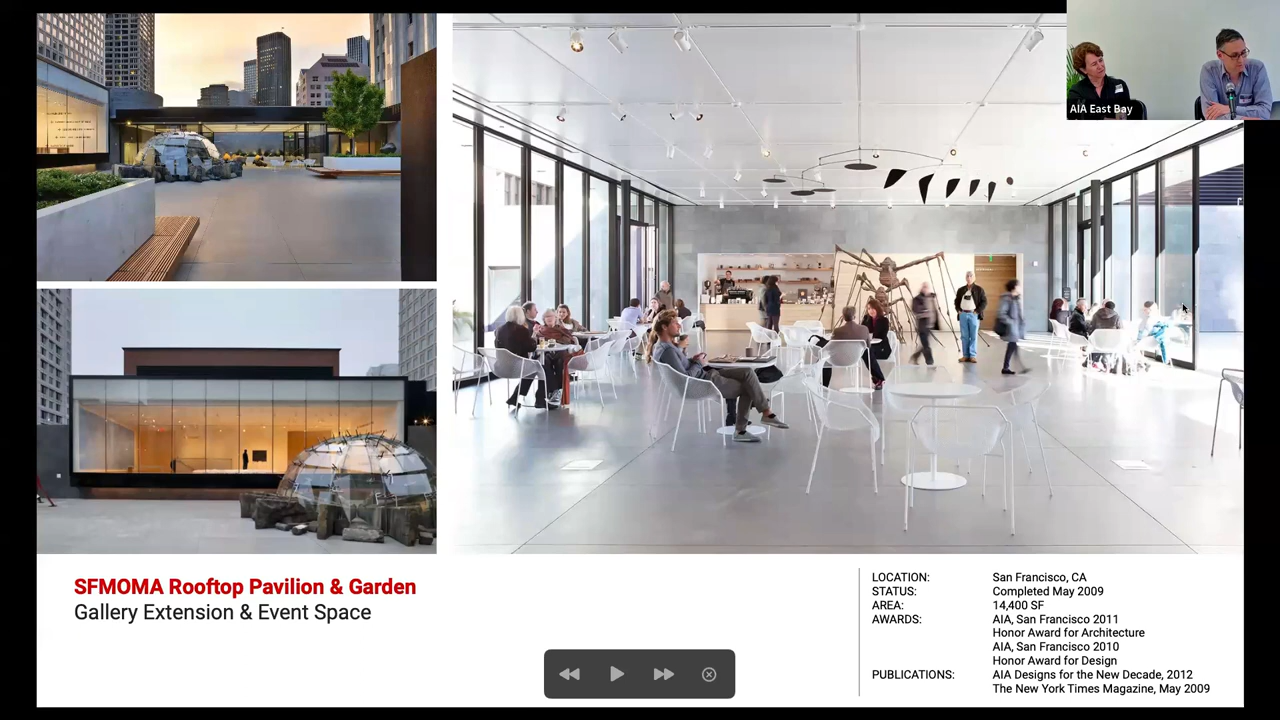 AIA East Bay
SFMOMA Rooftop Pavilion & Garden
Gallery Extension & Event Space
LOCATION: San Francisco, CA
STATUS: Completed May 2009
AREA: 14,400 SF
AWARDS: AIA, San Francisco 2011
Honor Award for Architecture
AIA, San Francisco 2010
Honor Award for Design
PUBLICATIONS: AIA Designs for the New Decade, 2012
The New York Times Magazine, May 2009